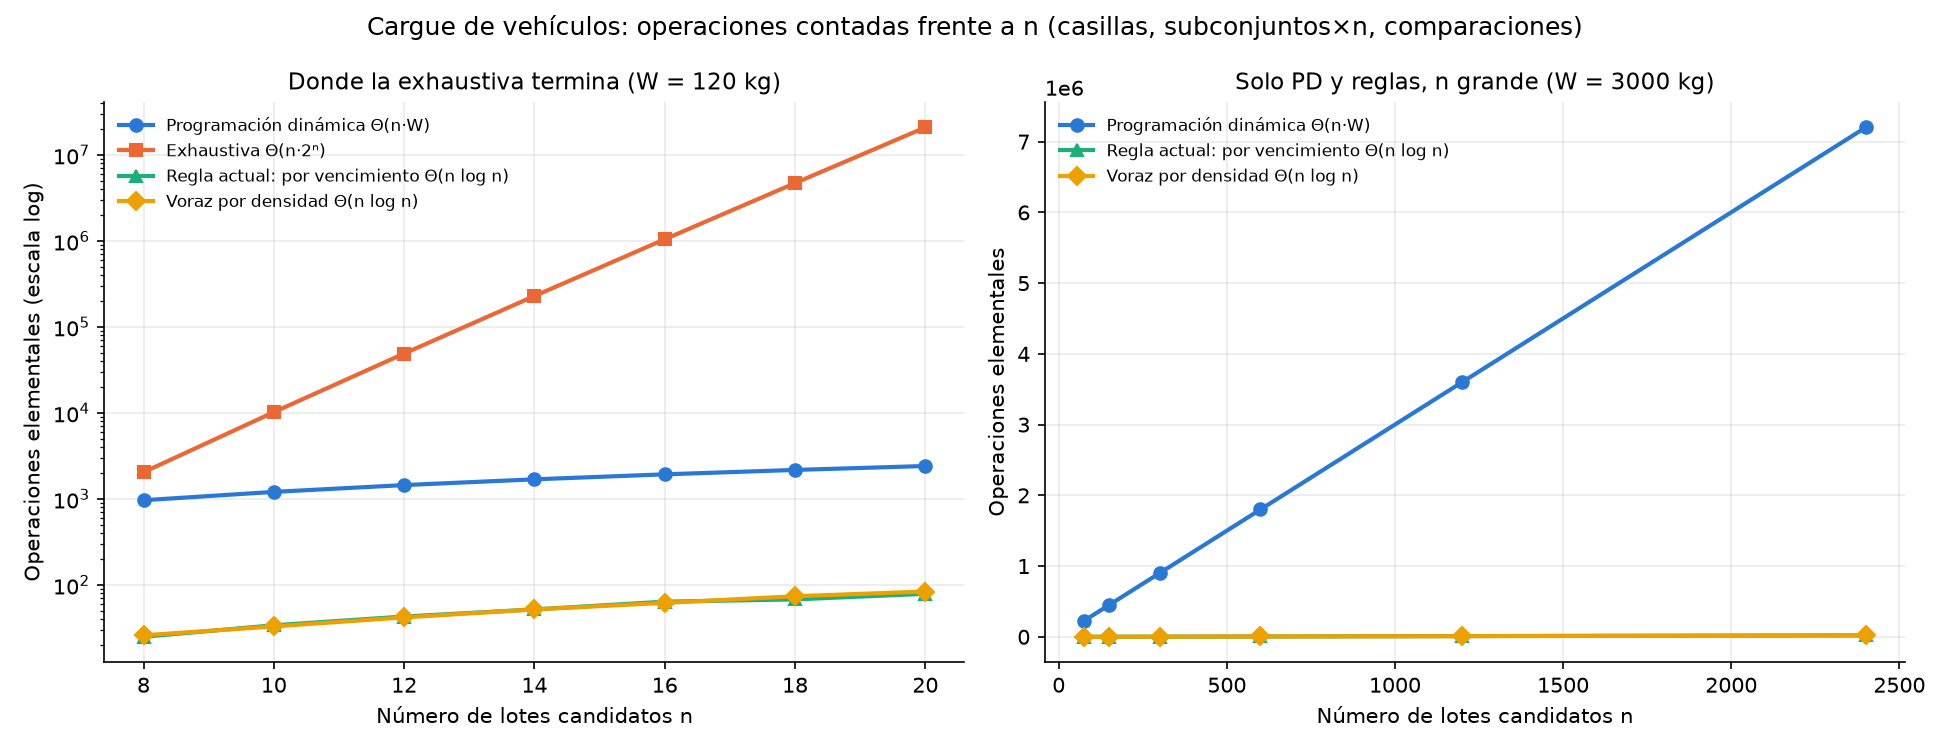 Cargue de vehículos: operaciones contadas frente a n (casillas, subconjuntos×n, comparaciones)
Donde la exhaustiva termina (W = 120 kg)
Programación dinámica Θ(n·W)
Exhaustiva Θ(n·2ⁿ)
Regla actual: por vencimiento Θ(n log n)
Voraz por densidad Θ(n log n)
Operaciones elementales (escala log)
10⁷
10⁶
10⁵
10⁴
10³
10²
8 10 12 14 16 18 20
Número de lotes candidatos n
Solo PD y reglas, n grande (W = 3000 kg)
1e6
Programación dinámica Θ(n·W)
Regla actual: por vencimiento Θ(n log n)
Voraz por densidad Θ(n log n)
Operaciones elementales
7
6
5
4
3
2
1
0
0 500 1000 1500 2000 2500
Número de lotes candidatos n